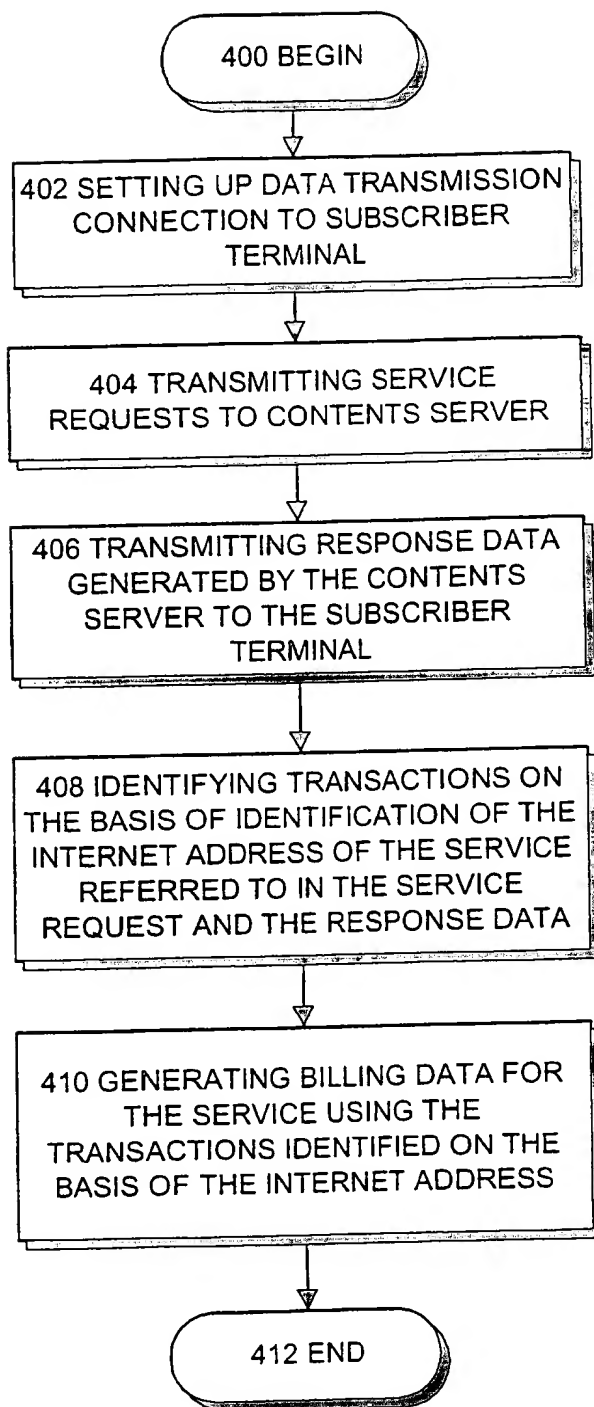 400 BEGIN
402 SETTING UP DATA TRANSMISSION
CONNECTION TO SUBSCRIBER
TERMINAL
404 TRANSMITTING SERVICE
REQUESTS TO CONTENTS SERVER
406 TRANSMITTING RESPONSE DATA
GENERATED BY THE CONTENTS
SERVER TO THE SUBSCRIBER
TERMINAL
408 IDENTIFYING TRANSACTIONS ON
THE BASIS OF IDENTIFICATION OF THE
INTERNET ADDRESS OF THE SERVICE
REFERRED TO IN THE SERVICE
REQUEST AND THE RESPONSE DATA
410 GENERATING BILLING DATA FOR
THE SERVICE USING THE
TRANSACTIONS IDENTIFIED ON THE
BASIS OF THE INTERNET ADDRESS
412 END